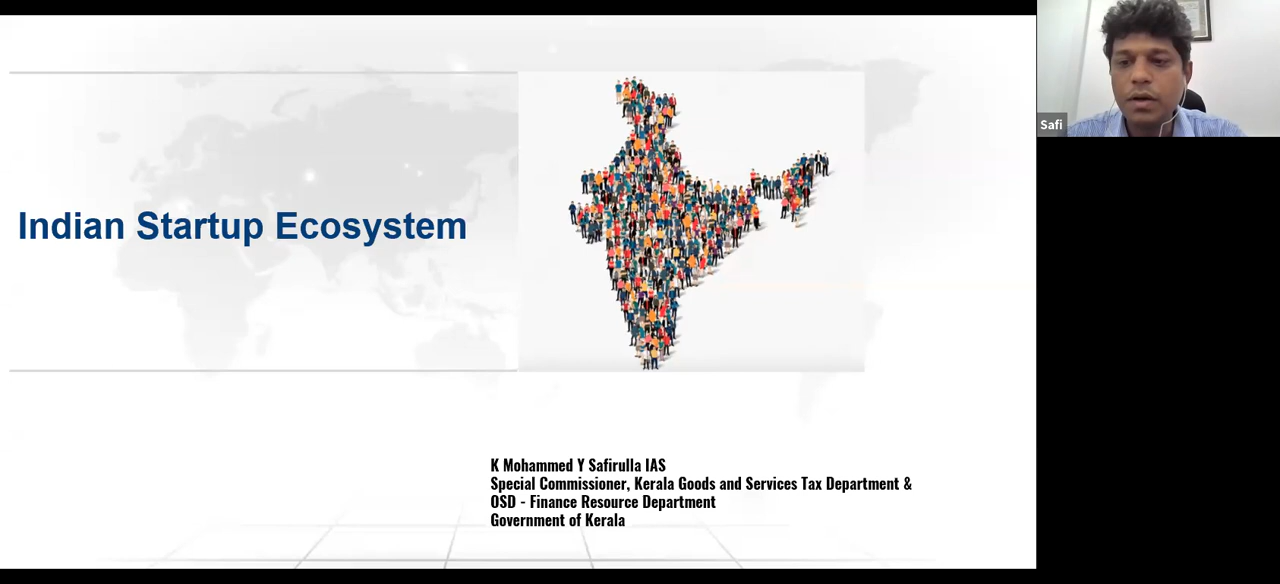 Indian Startup Ecosystem
K Mohammed Y Safirulla IAS
Special Commissioner, Kerala Goods and Services Tax Department &
OSD - Finance Resource Department
Government of Kerala
Safi